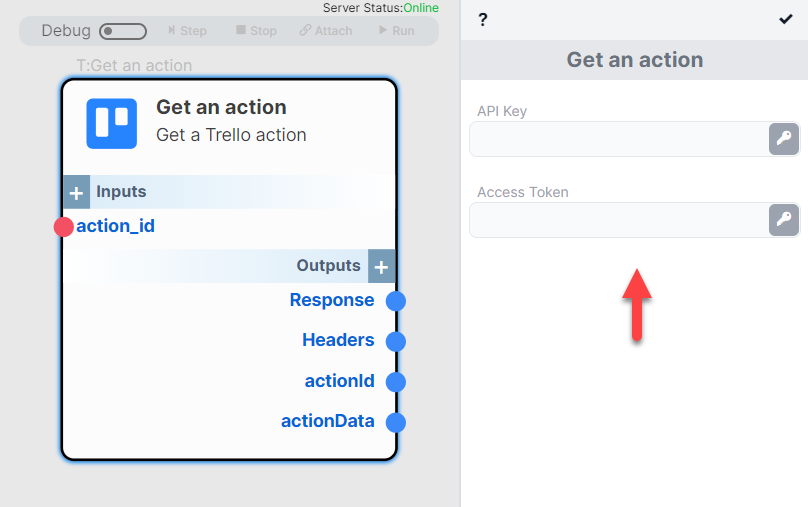 Server Status:Online
Debug Step Stop Attach Run
T:Get an action
Get an action
Get a Trello action
+ Inputs
action_id
Outputs +
Response
Headers
actionId
actionData
?
Get an action
API Key
Access Token